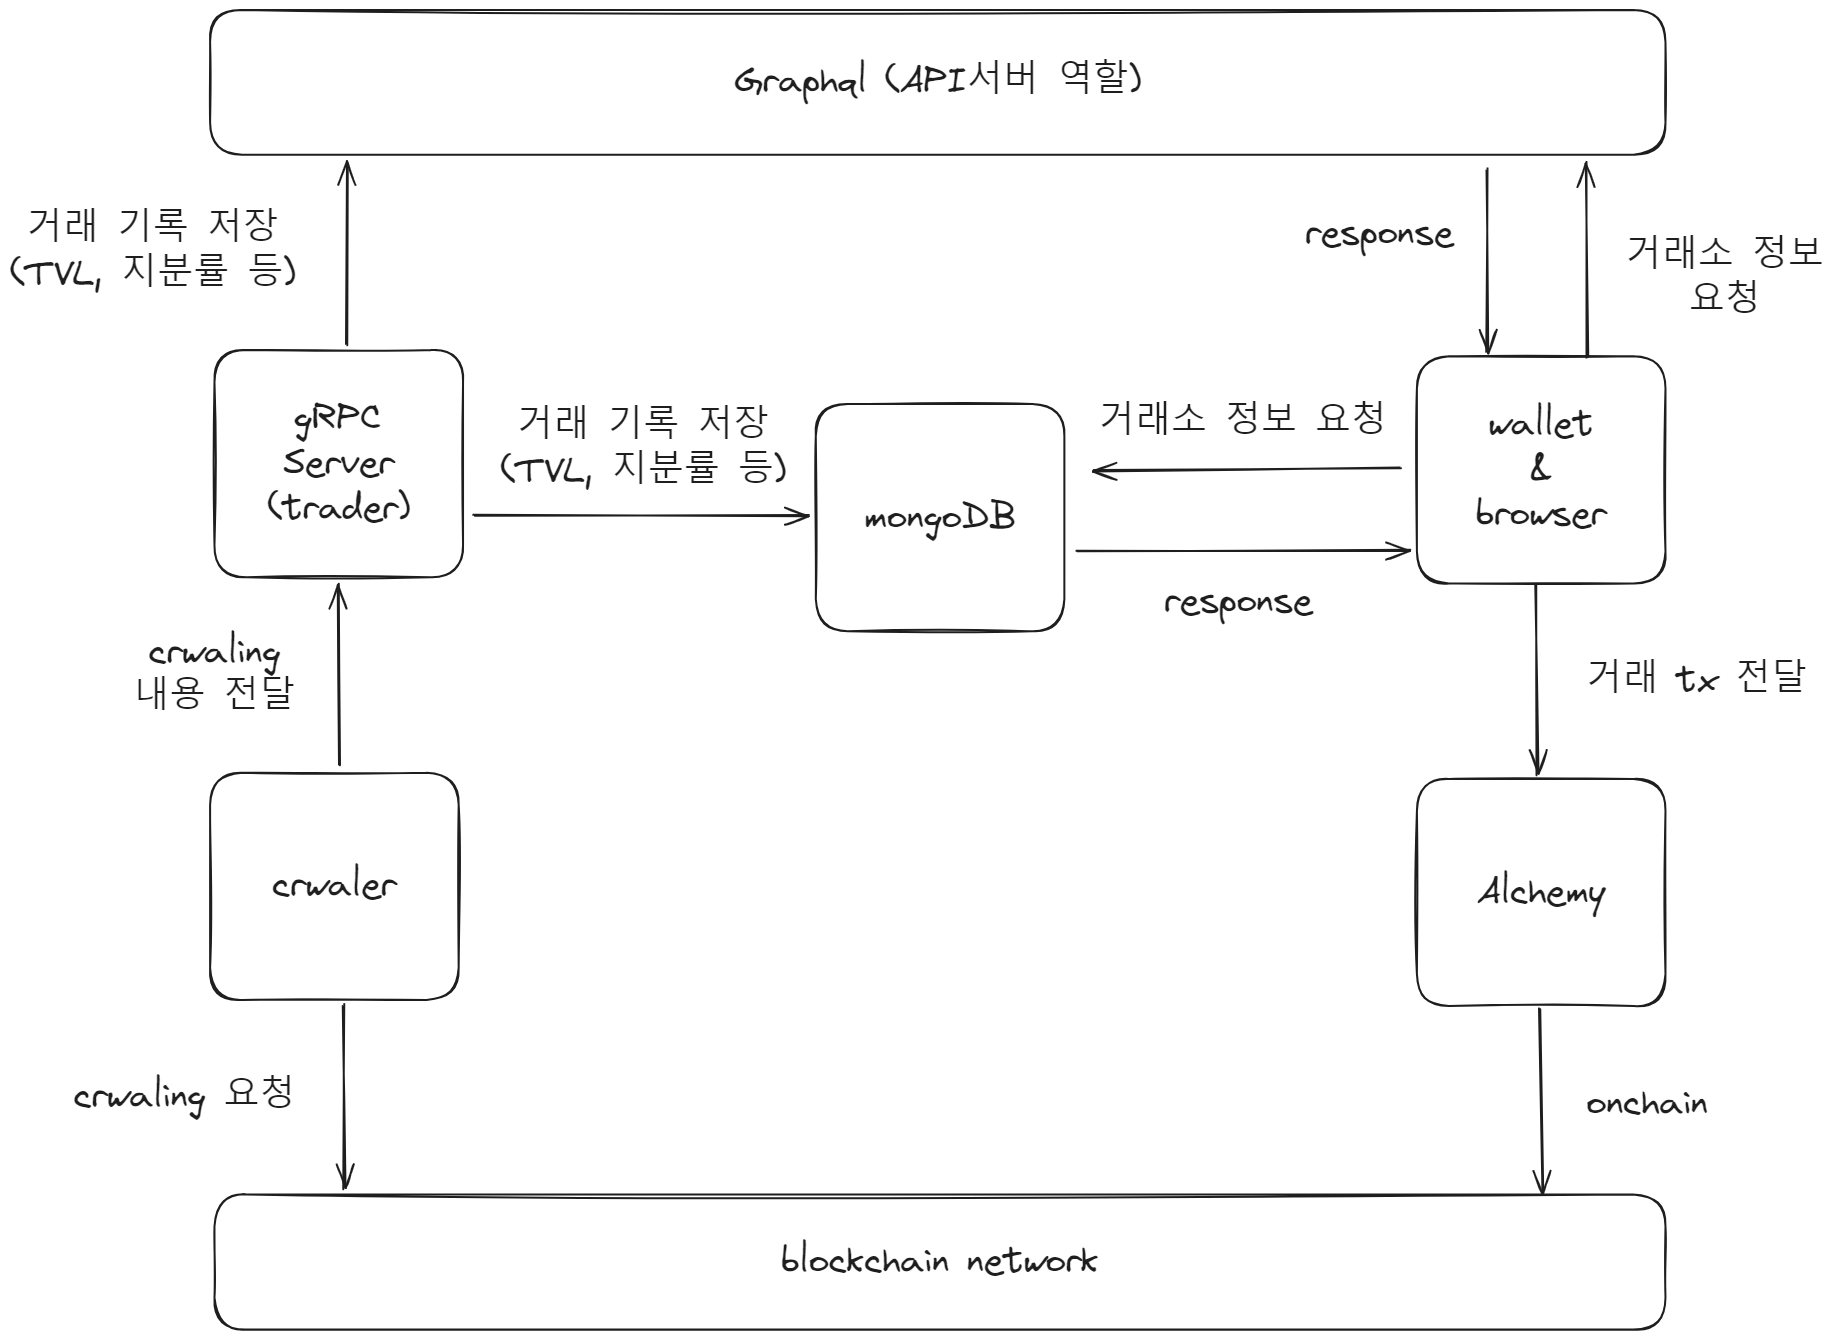 Graphql (API서버 역할)
거래 기록 저장
(TVL, 지분률 등)
response
거래소 정보
요청
gRPC
Server
(trader)
거래 기록 저장
(TVL, 지분률 등)
mongoDB
거래소 정보 요청
response
wallet
&
browser
crwaling
내용 전달
거래 tx 전달
crwaler
Alchemy
crwaling 요청
onchain
blockchain network